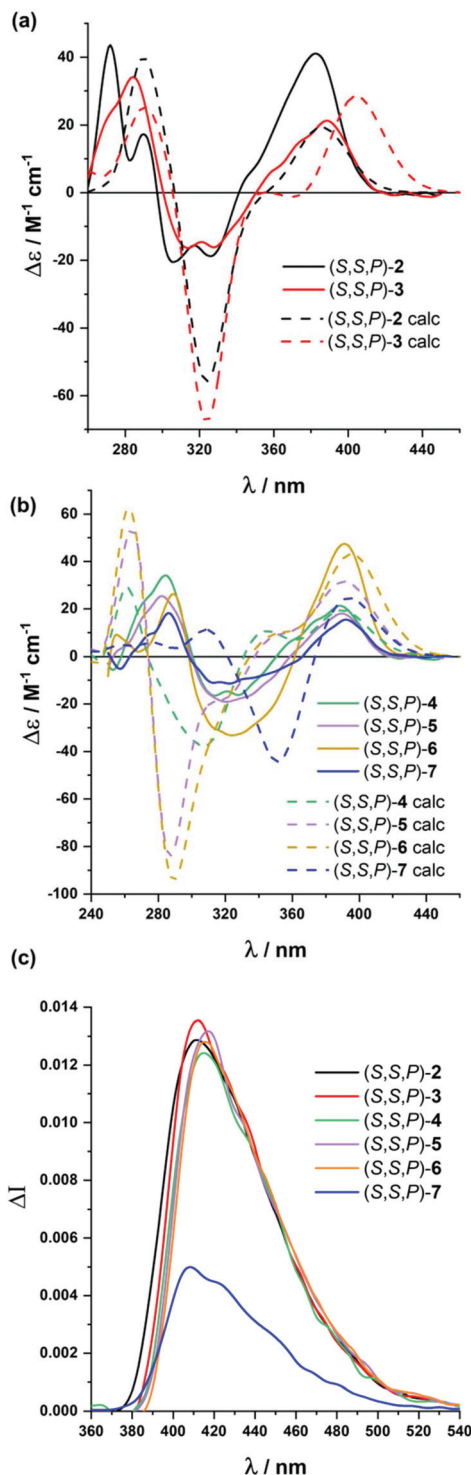 (a)
40
20
0
-20
-40
-60
Δε / M⁻¹ cm⁻¹
(S,S,P)-2
(S,S,P)-3
(S,S,P)-2 calc
(S,S,P)-3 calc
280 320 360 400 440
λ / nm
(b)
60
40
20
0
-20
-40
-60
-80
-100
Δε / M⁻¹ cm⁻¹
(S,S,P)-4
(S,S,P)-5
(S,S,P)-6
(S,S,P)-7
(S,S,P)-4 calc
(S,S,P)-5 calc
(S,S,P)-6 calc
(S,S,P)-7 calc
240 280 320 360 400 440
λ / nm
(c)
0.014
0.012
0.010
0.008
0.006
0.004
0.002
0.000
ΔI
(S,S,P)-2
(S,S,P)-3
(S,S,P)-4
(S,S,P)-5
(S,S,P)-6
(S,S,P)-7
360 380 400 420 440 460 480 500 520 540
λ / nm